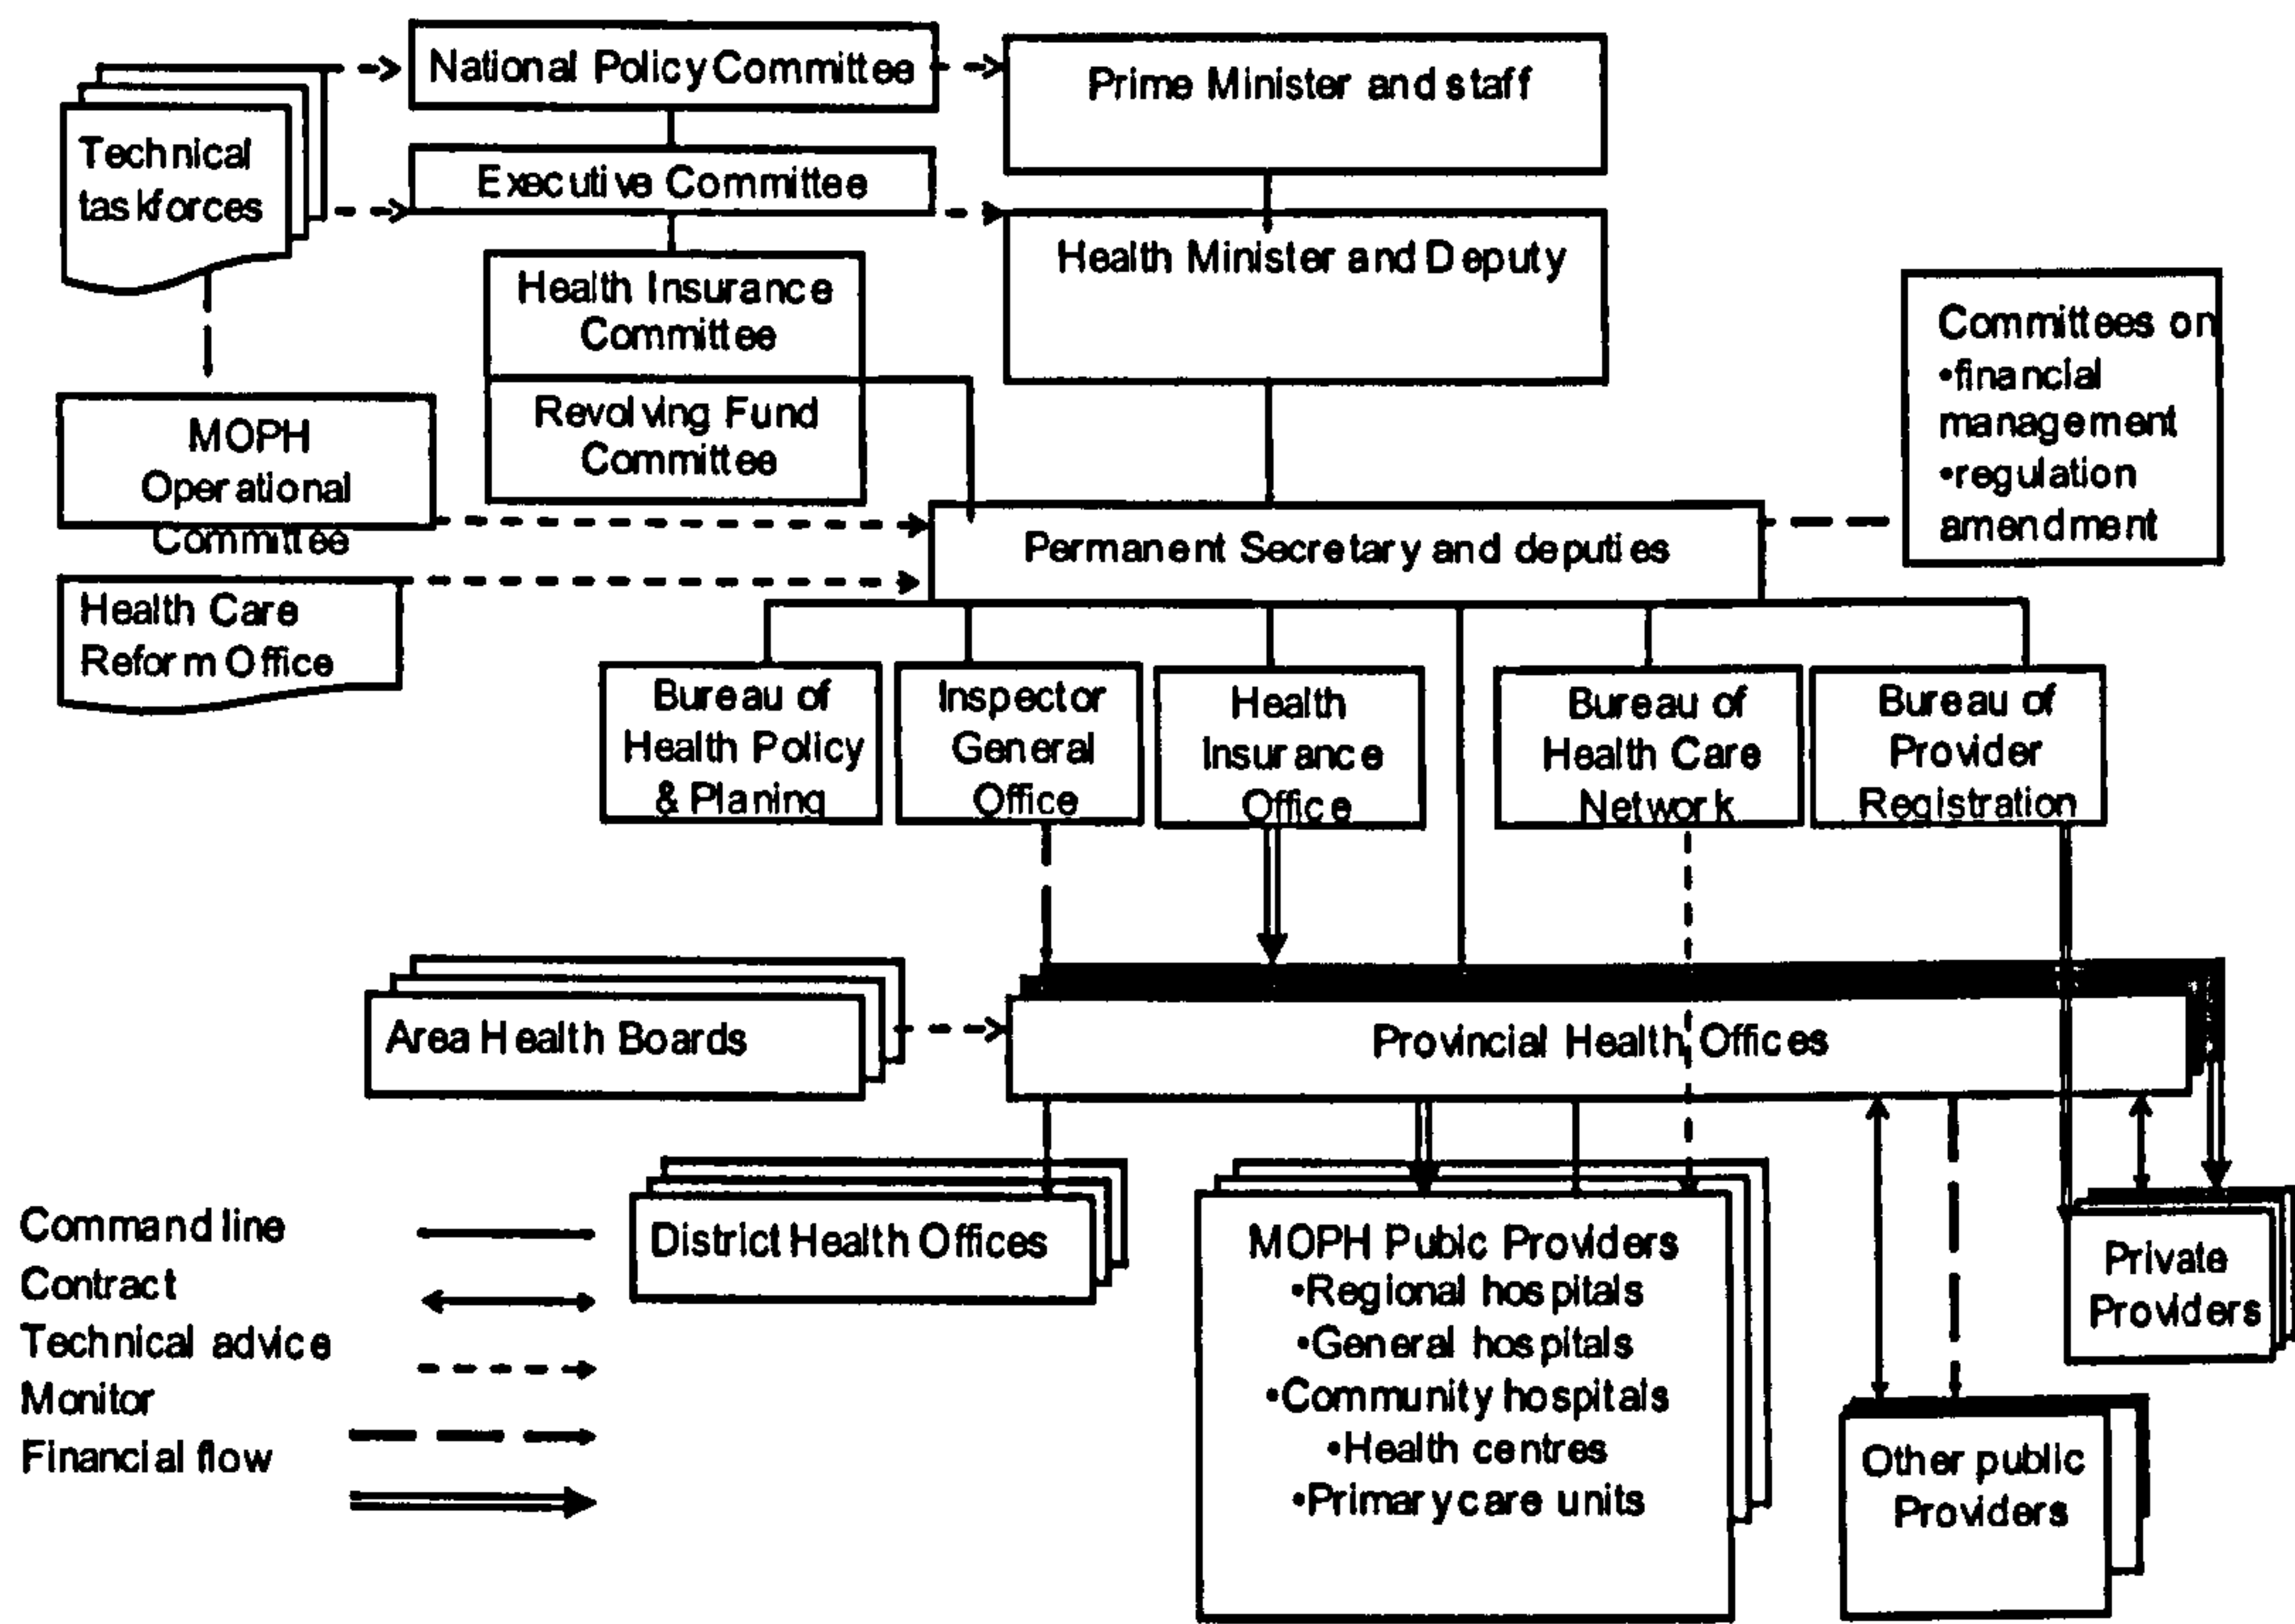 National Policy Committee
Prime Minister and staff
Technical
taskforces
Executive Committee
Health Minister and Deputy
Health Insurance
Committee
Revolving Fund
Committee
Committees on
•financial
management
•regulation
amendment
MOPH
Operational
Committee
Permanent Secretary and deputies
Health Care
Reform Office
Bureau of
Health Policy
& Planing
Inspector
General
Office
Health
Insurance
Office
Bureau of
Health Care
Network
Bureau of
Provider
Registration
Area Health Boards
Provincial Health Offices
District Health Offices
MOPH Public Providers
•Regional hospitals
•General hospitals
•Community hospitals
•Health centres
•Primary care units
Private
Providers
Other public
Providers
Command line
Contract
Technical advice
Monitor
Financial flow